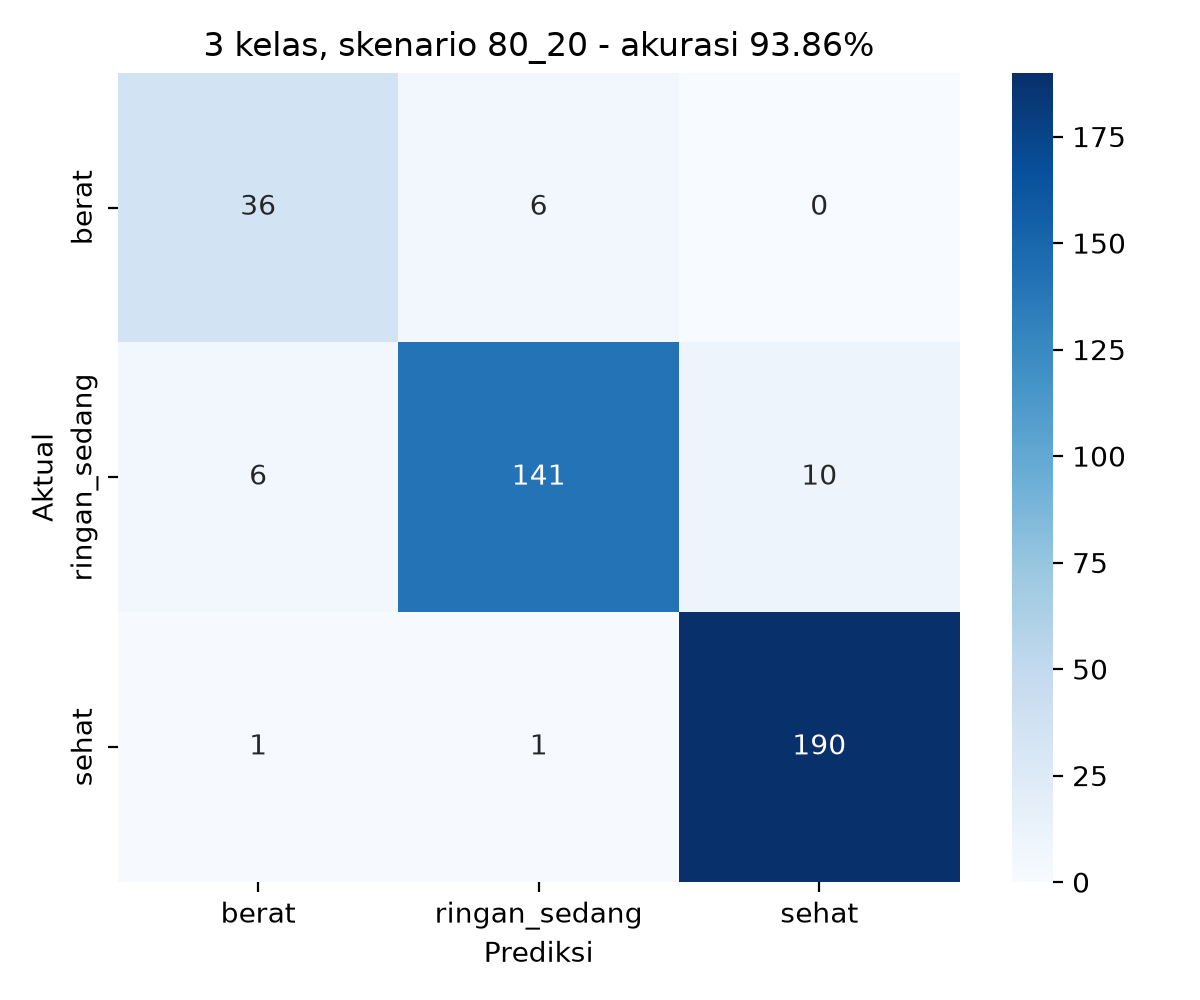 3 kelas, skenario 80_20 - akurasi 93.86%
Aktual
berat
36 6 0
ringan_sedang
6 141 10
sehat
1 1 190
berat ringan_sedang sehat
Prediksi
175
150
125
100
75
50
25
0